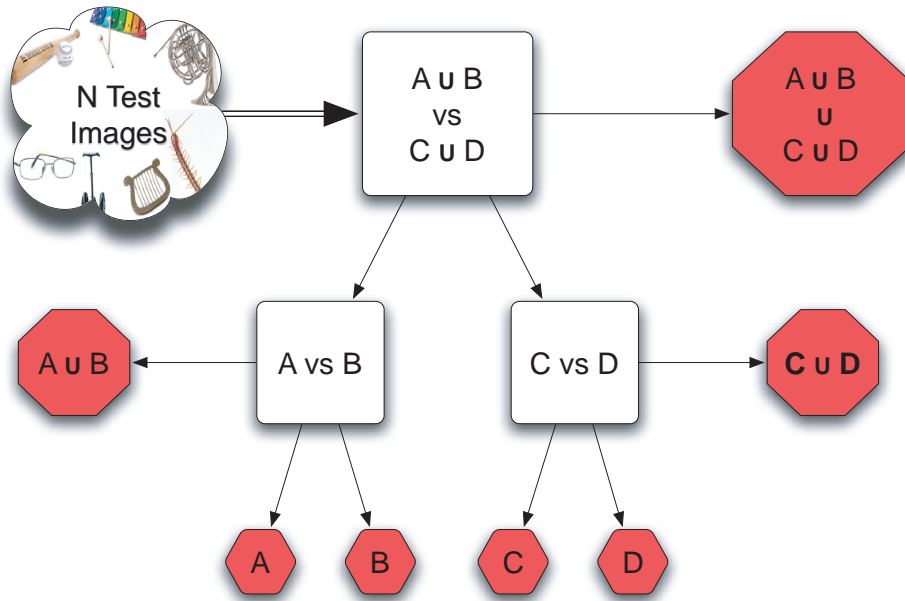 N Test
Images
A ∪ B
vs
C ∪ D
A ∪ B
∪
C ∪ D
A ∪ B
A vs B
C vs D
C ∪ D
A
B
C
D